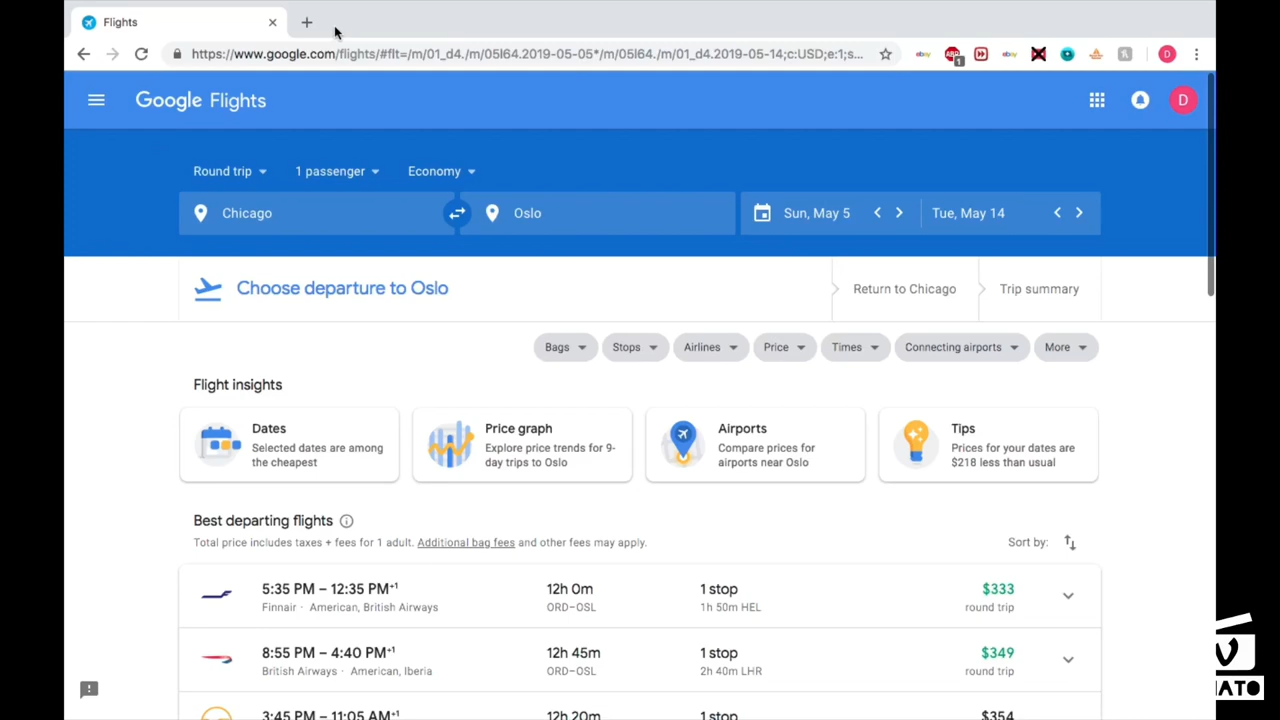 Flights
https://www.google.com/flights/#flt=/m/01_d4./m/05l64.2019-05-05*/m/05l64./m/01_d4.2019-05-14;c:USD;e:1;s...
ebay
ABP
1
ebay
D
Google Flights
D
Round trip
1 passenger
Economy
Chicago
Oslo
Sun, May 5
Tue, May 14
Choose departure to Oslo
Return to Chicago
Trip summary
Bags
Stops
Airlines
Price
Times
Connecting airports
More
Flight insights
Dates
Selected dates are among
the cheapest
Price graph
Explore price trends for 9-
day trips to Oslo
Airports
Compare prices for
airports near Oslo
Tips
Prices for your dates are
$218 less than usual
Best departing flights
Total price includes taxes + fees for 1 adult. Additional bag fees and other fees may apply.
Sort by:
5:35 PM – 12:35 PM+1
12h 0m
1 stop
$333
Finnair · American, British Airways
ORD–OSL
1h 50m HEL
round trip
8:55 PM – 4:40 PM+1
12h 45m
1 stop
$349
British Airways · American, Iberia
ORD–OSL
2h 40m LHR
round trip
3:45 PM – 11:05 AM+1
12h 20m
1 stop
$354